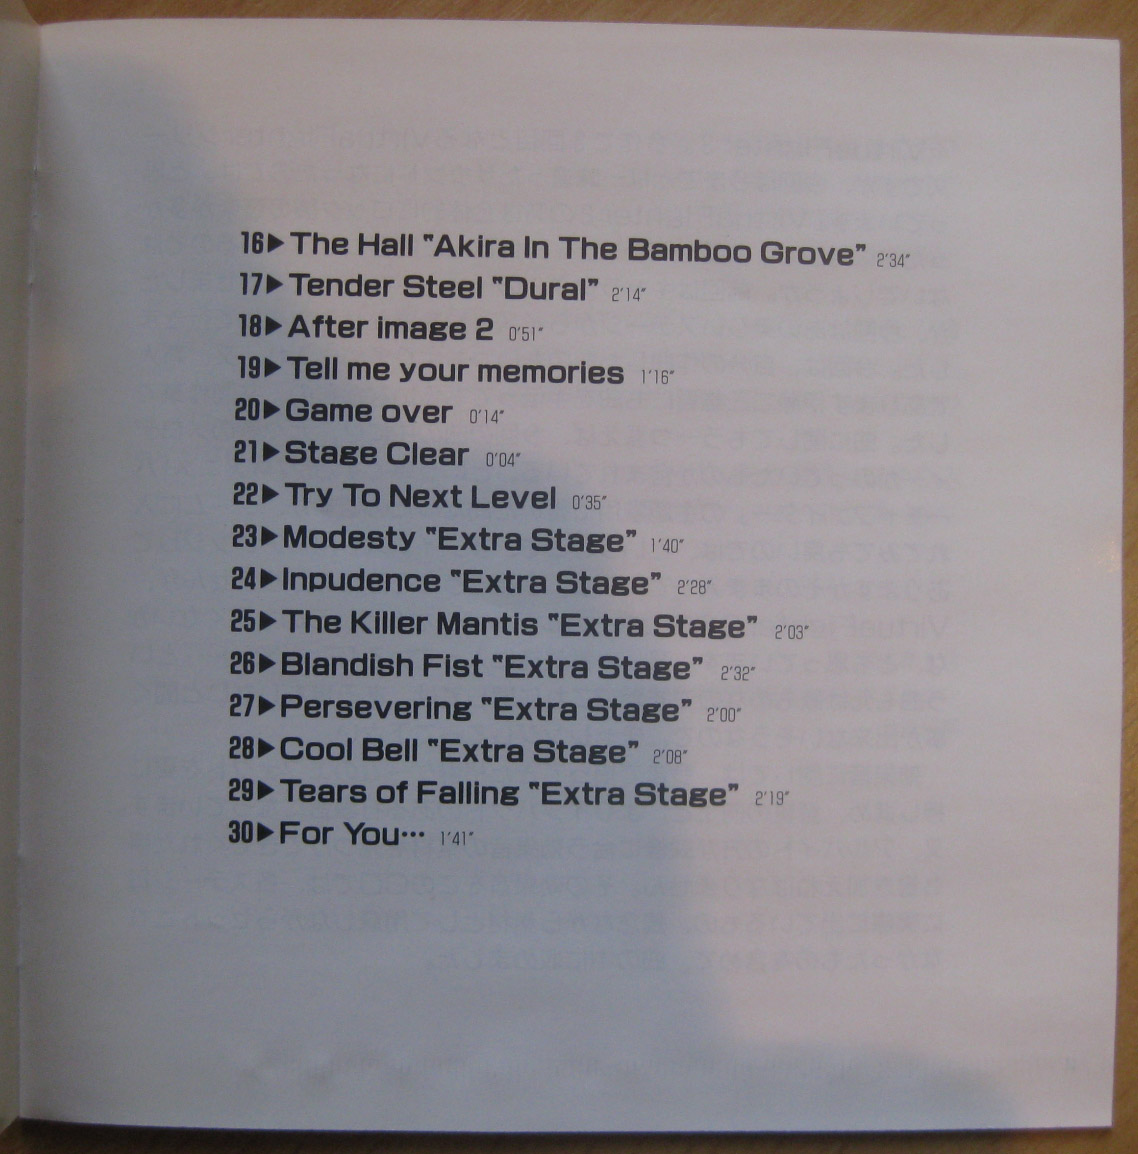 16▶The Hall "Akira In The Bamboo Grove" 2'34"
17▶Tender Steel "Dural" 2'14"
18▶After image 2 0'51"
19▶Tell me your memories 1'16"
20▶Game over 0'14"
21▶Stage Clear 0'04"
22▶Try To Next Level 0'35"
23▶Modesty "Extra Stage" 1'40"
24▶Inpudence "Extra Stage" 2'28"
25▶The Killer Mantis "Extra Stage" 2'03"
26▶Blandish Fist "Extra Stage" 2'32"
27▶Persevering "Extra Stage" 2'00"
28▶Cool Bell "Extra Stage" 2'08"
29▶Tears of Falling "Extra Stage" 2'19"
30▶For You… 1'41"